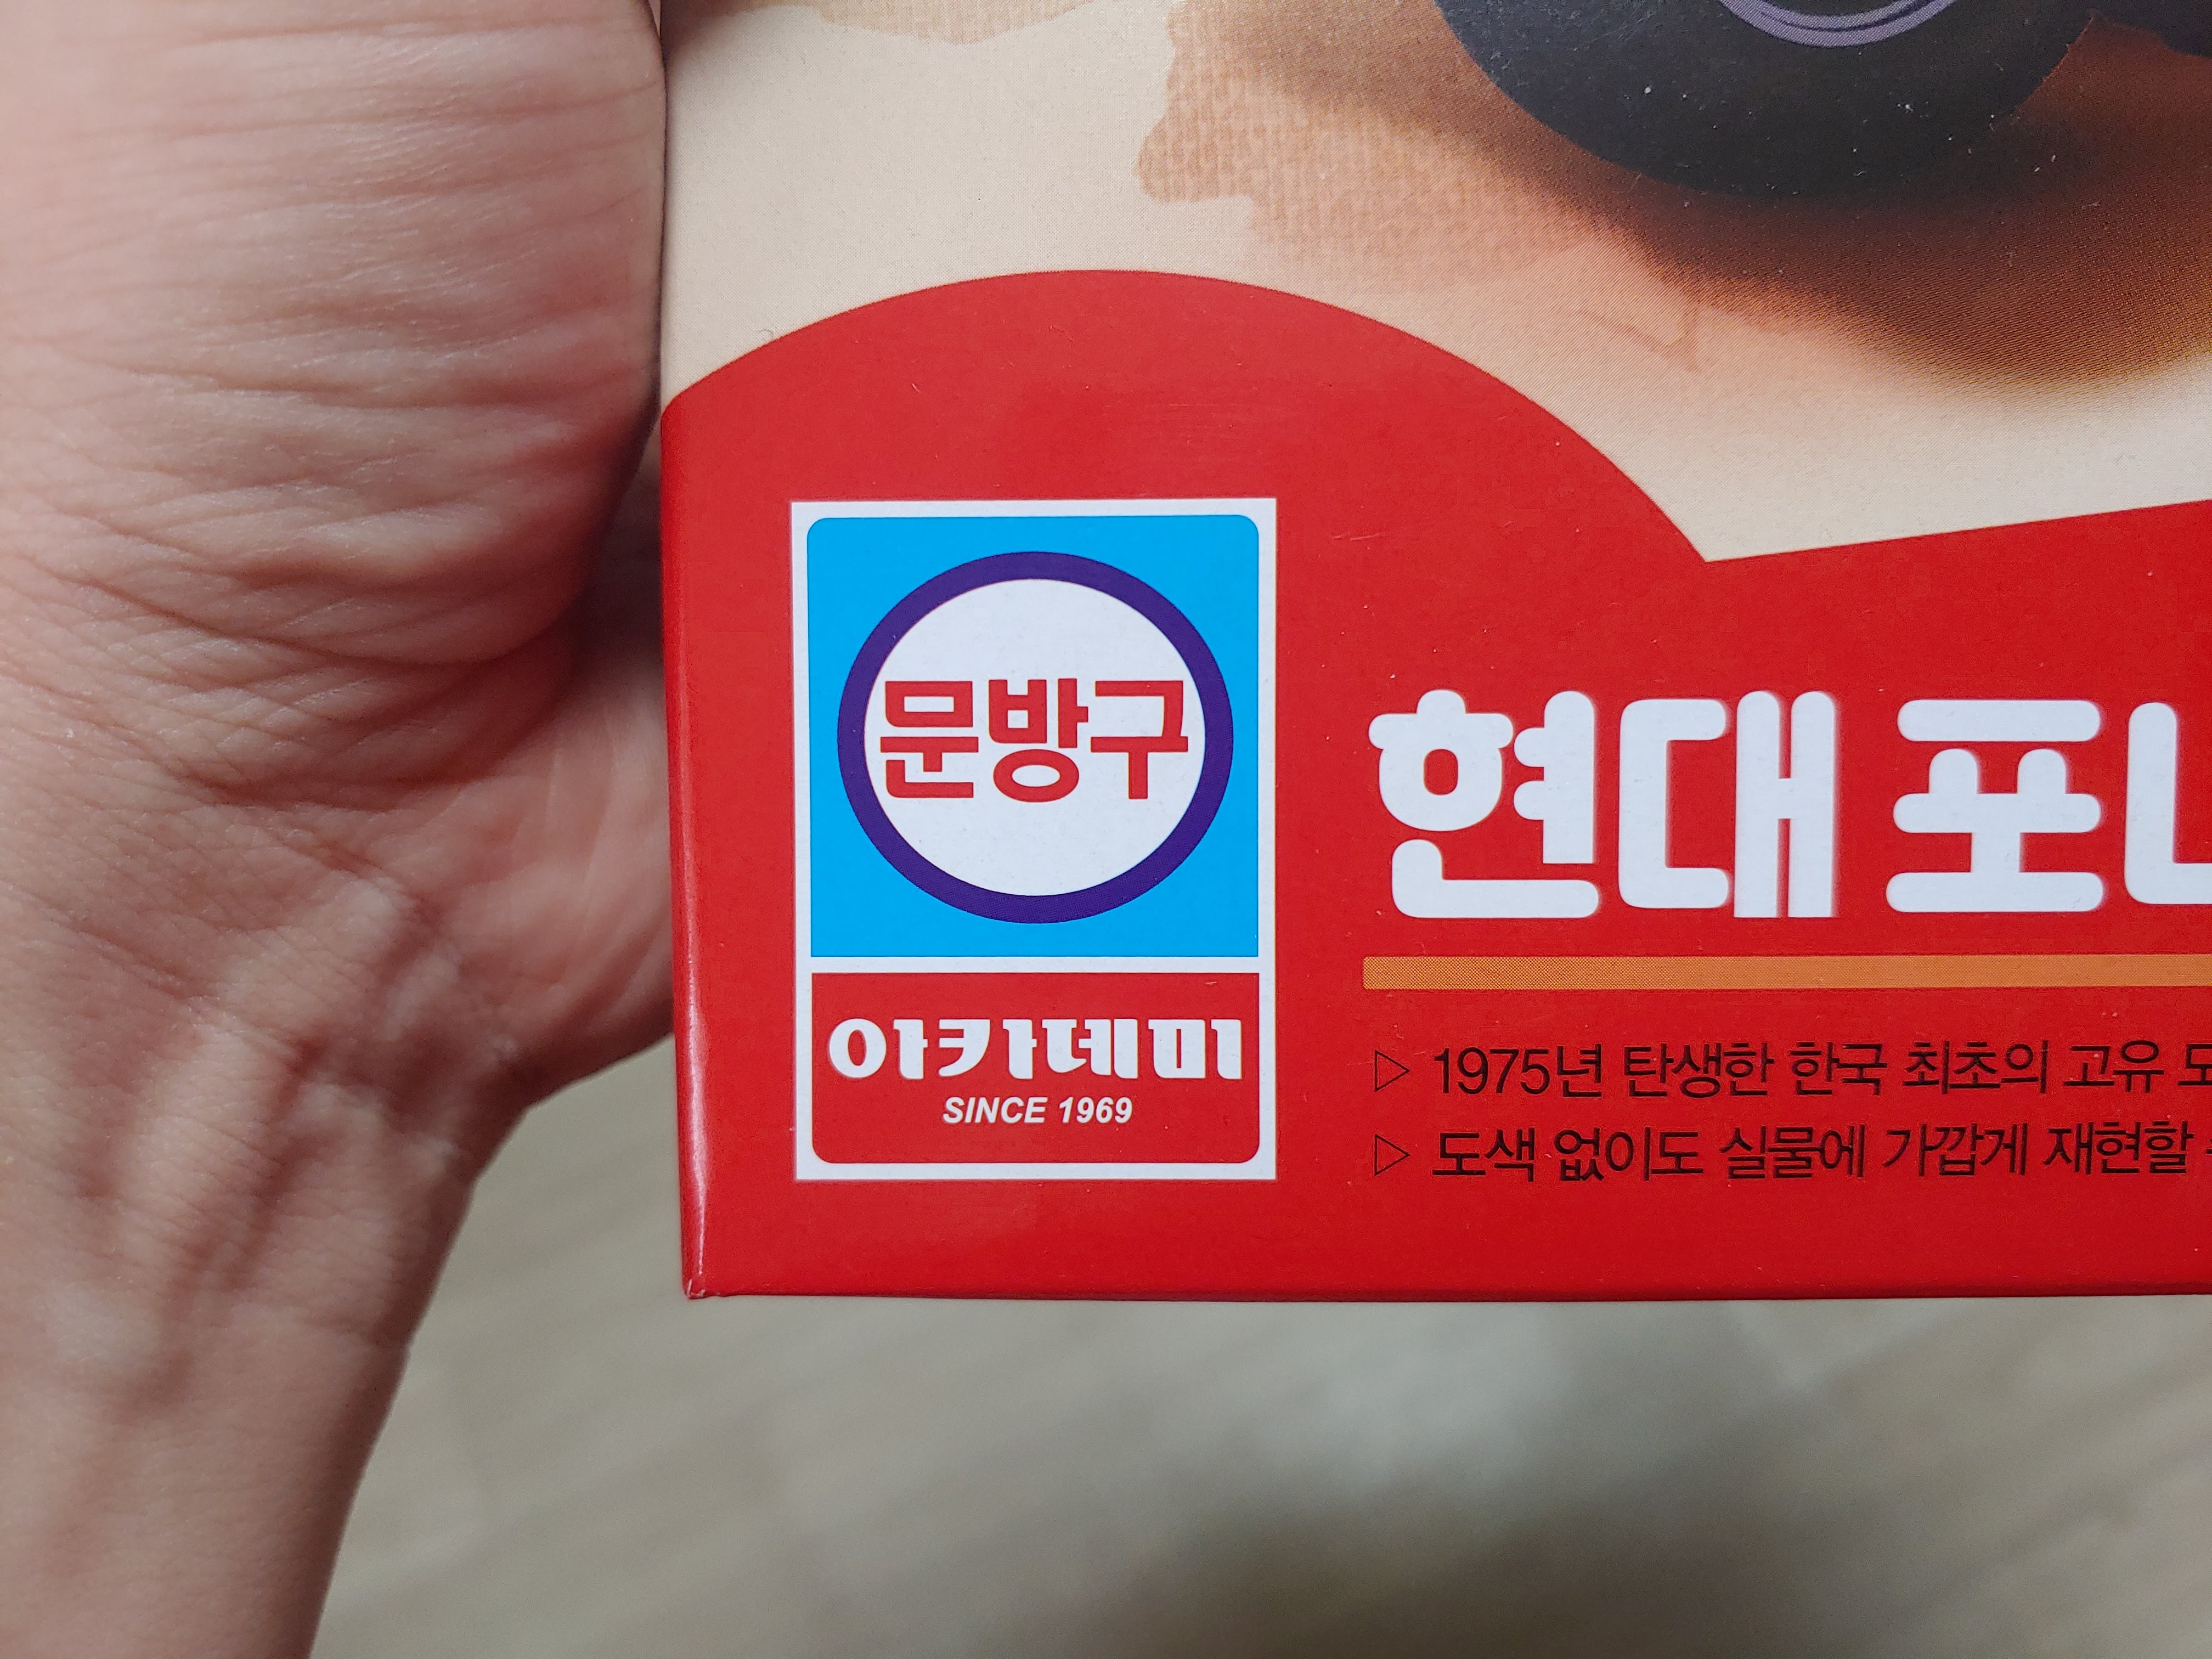 문방구
아카데미
SINCE 1969
현대 포니
▷ 1975년 탄생한 한국 최초의 고유
▷ 도색 없이도 실물에 가깝게 재현할